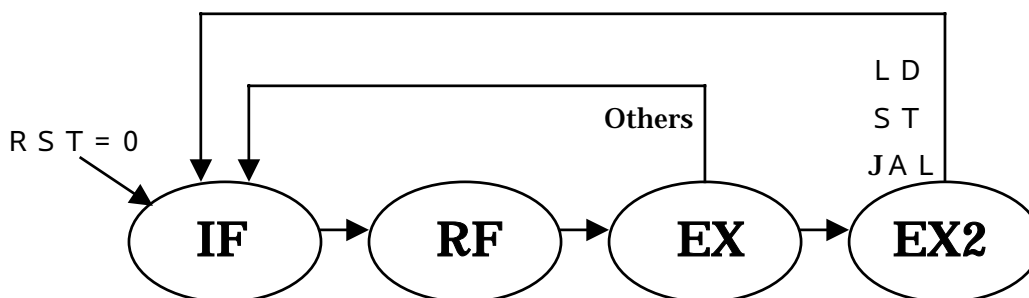 LD
ST
JAL
Others
RST=0
IF
RF
EX
EX2